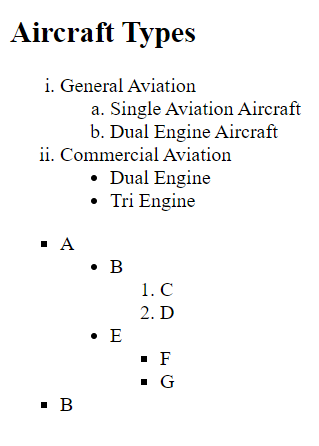 Aircraft Types
i. General Aviation
a. Single Aviation Aircraft
b. Dual Engine Aircraft
ii. Commercial Aviation
• Dual Engine
• Tri Engine
▪ A
• B
1. C
2. D
• E
▪ F
▪ G
▪ B